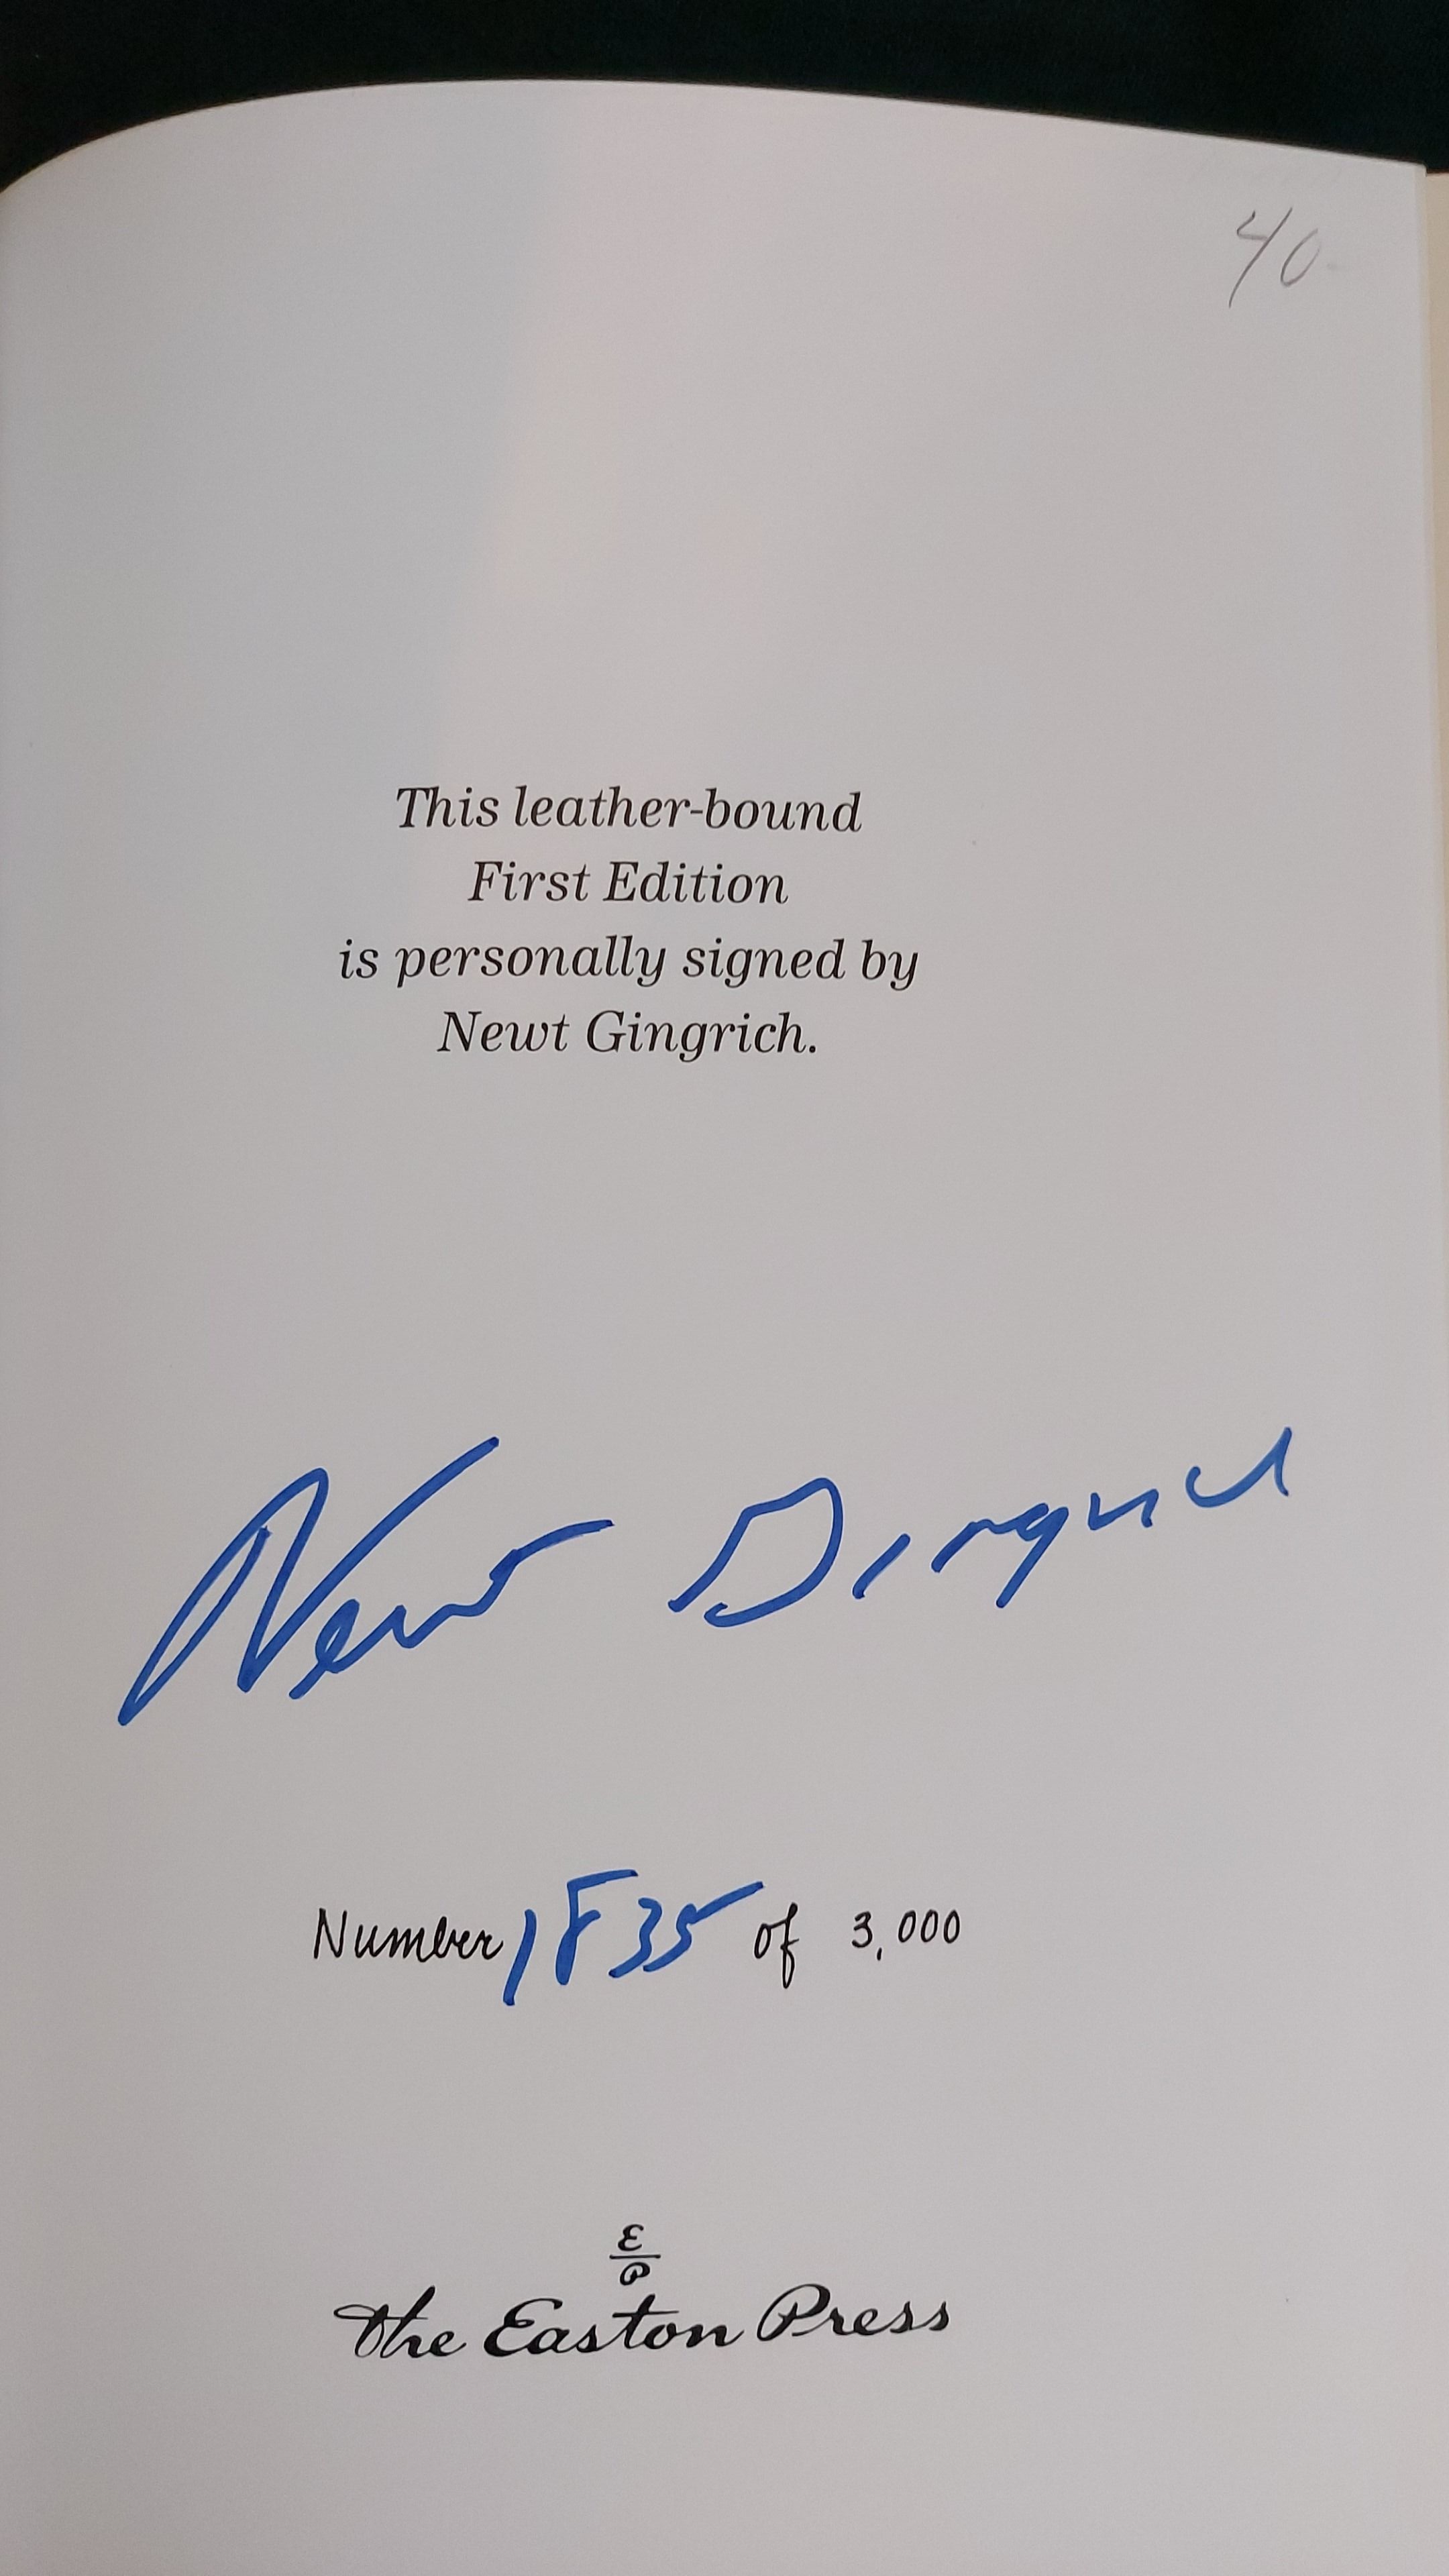 40
This leather-bound
First Edition
is personally signed by
Newt Gingrich.
Newt Gingrich
Number 1835 of 3,000
E
P
The Easton Press